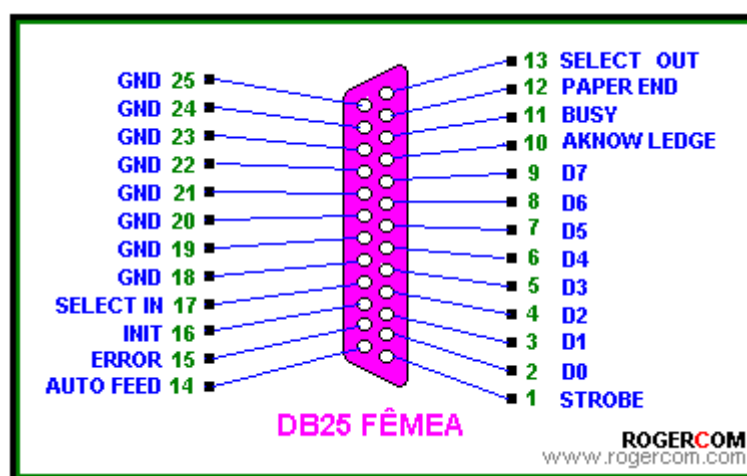 GND 25
GND 24
GND 23
GND 22
GND 21
GND 20
GND 19
GND 18
SELECT IN 17
INIT 16
ERROR 15
AUTO FEED 14
13 SELECT OUT
12 PAPER END
11 BUSY
10 AKNOW LEDGE
9 D7
8 D6
7 D5
6 D4
5 D3
4 D2
3 D1
2 D0
1 STROBE
DB25 FÊMEA
ROGERCOM
www.rogercom.com